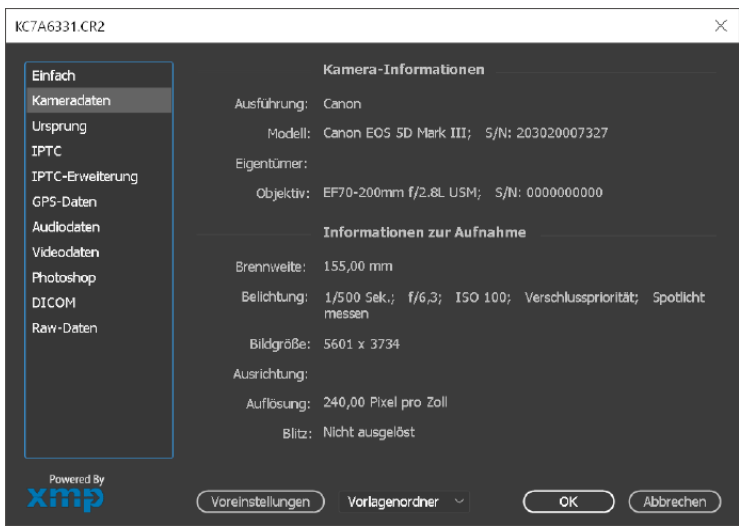 KC7A6331.CR2
Einfach
Kameradaten
Ursprung
IPTC
IPTC-Erweiterung
GPS-Daten
Audiodaten
Videodaten
Photoshop
DICOM
Raw-Daten
Powered By
xmp
Kamera-Informationen
Ausführung: Canon
Modell: Canon EOS 5D Mark III; S/N: 203020007327
Eigentümer:
Objektiv: EF70-200mm f/2.8L USM; S/N: 0000000000
Informationen zur Aufnahme
Brennweite: 155,00 mm
Belichtung: 1/500 Sek.; f/6,3; ISO 100; Verschlusspriorität; Spotlicht
messen
Bildgröße: 5601 x 3734
Ausrichtung:
Auflösung: 240,00 Pixel pro Zoll
Blitz: Nicht ausgelöst
Voreinstellungen
Vorlagenordner
OK
Abbrechen